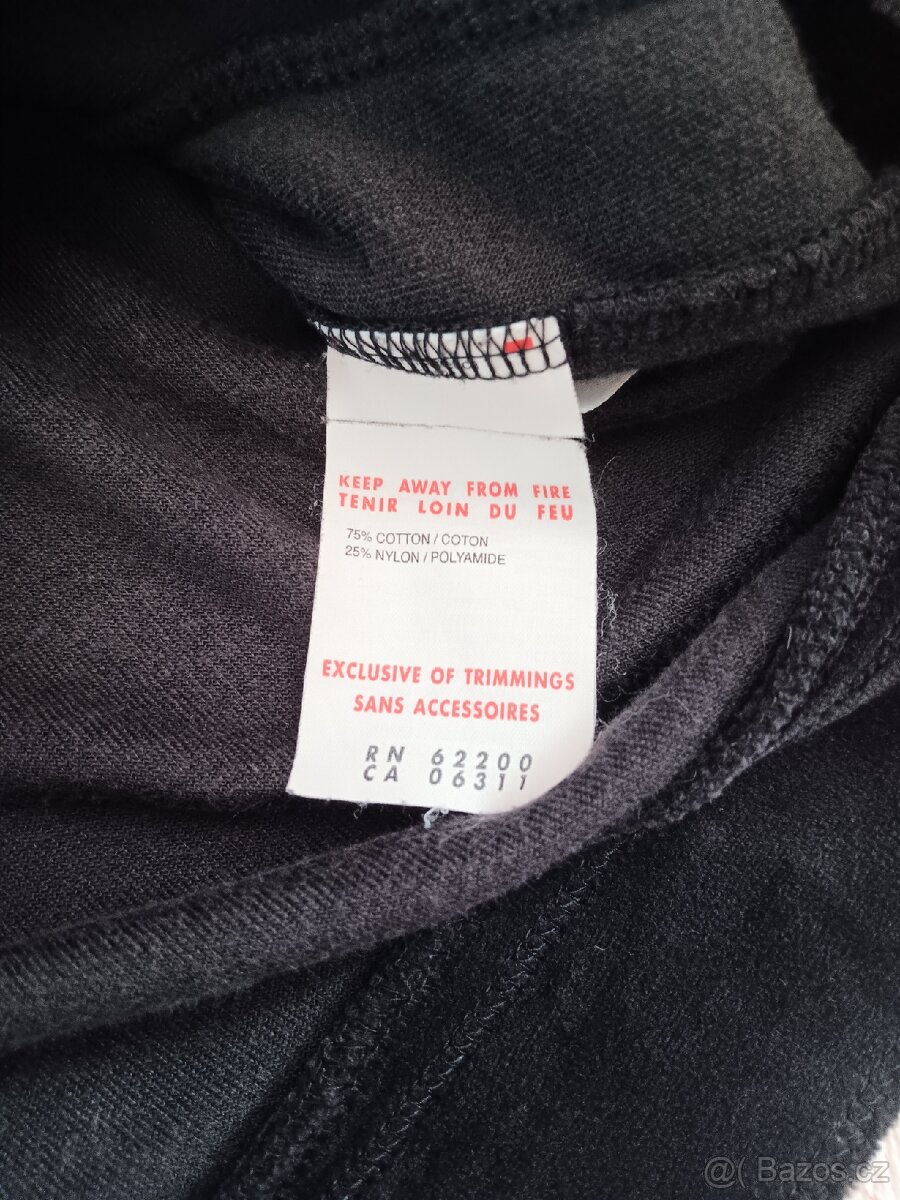 KEEP AWAY FROM FIRE
TENIR LOIN DU FEU
75% COTTON / COTON
25% NYLON / POLYAMIDE
EXCLUSIVE OF TRIMMINGS
SANS ACCESSOIRES
RN 62200
CA 06311
@( Bazos.cz